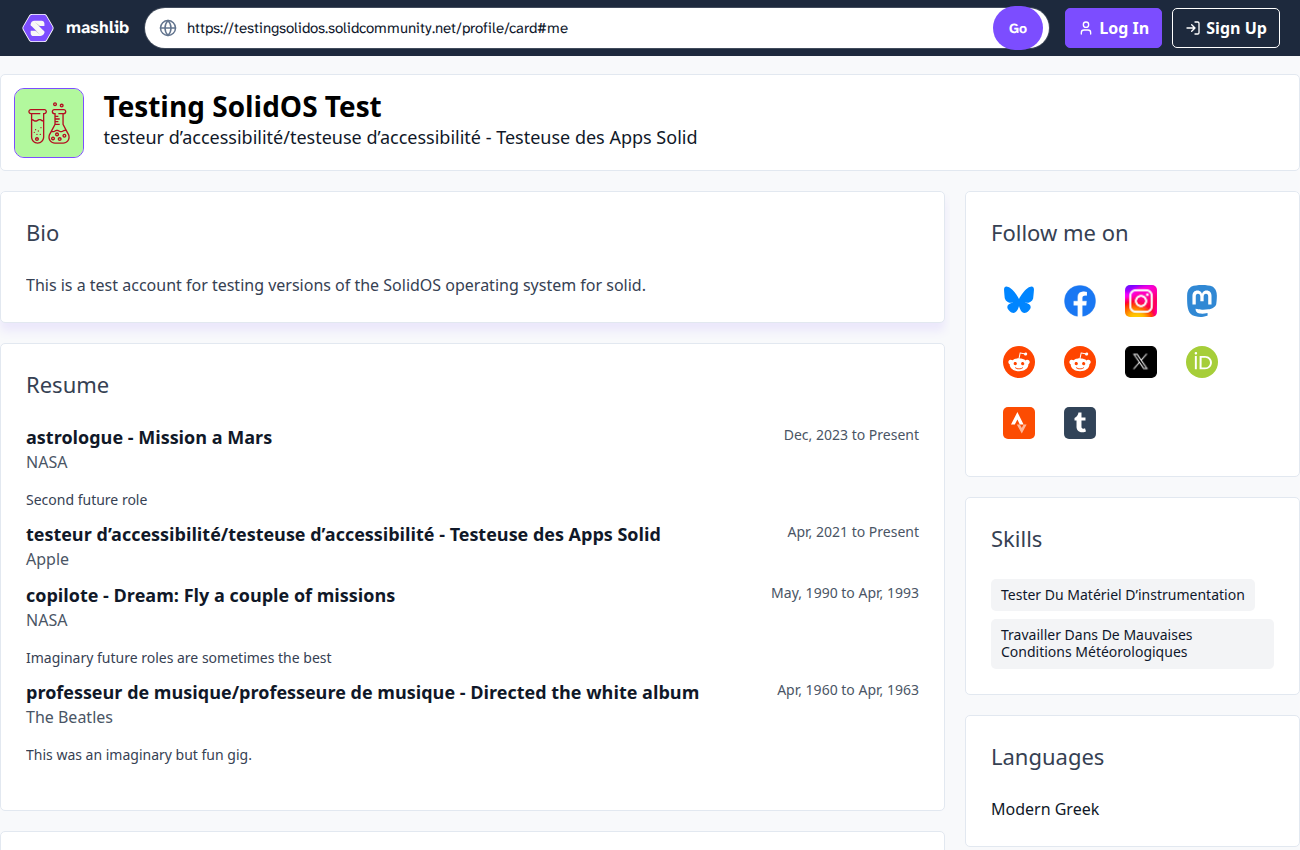 mashlib
https://testingsolidos.solidcommunity.net/profile/card#me
Go
Log In
Sign Up
Testing SolidOS Test
testeur d’accessibilité/testeuse d’accessibilité - Testeuse des Apps Solid
Bio
This is a test account for testing versions of the SolidOS operating system for solid.
Resume
astrologue - Mission a Mars
Dec, 2023 to Present
NASA
Second future role
testeur d’accessibilité/testeuse d’accessibilité - Testeuse des Apps Solid
Apr, 2021 to Present
Apple
copilote - Dream: Fly a couple of missions
May, 1990 to Apr, 1993
NASA
Imaginary future roles are sometimes the best
professeur de musique/professeure de musique - Directed the white album
Apr, 1960 to Apr, 1963
The Beatles
This was an imaginary but fun gig.
Follow me on
Skills
Tester Du Matériel D’instrumentation
Travailler Dans De Mauvaises
Conditions Météorologiques
Languages
Modern Greek